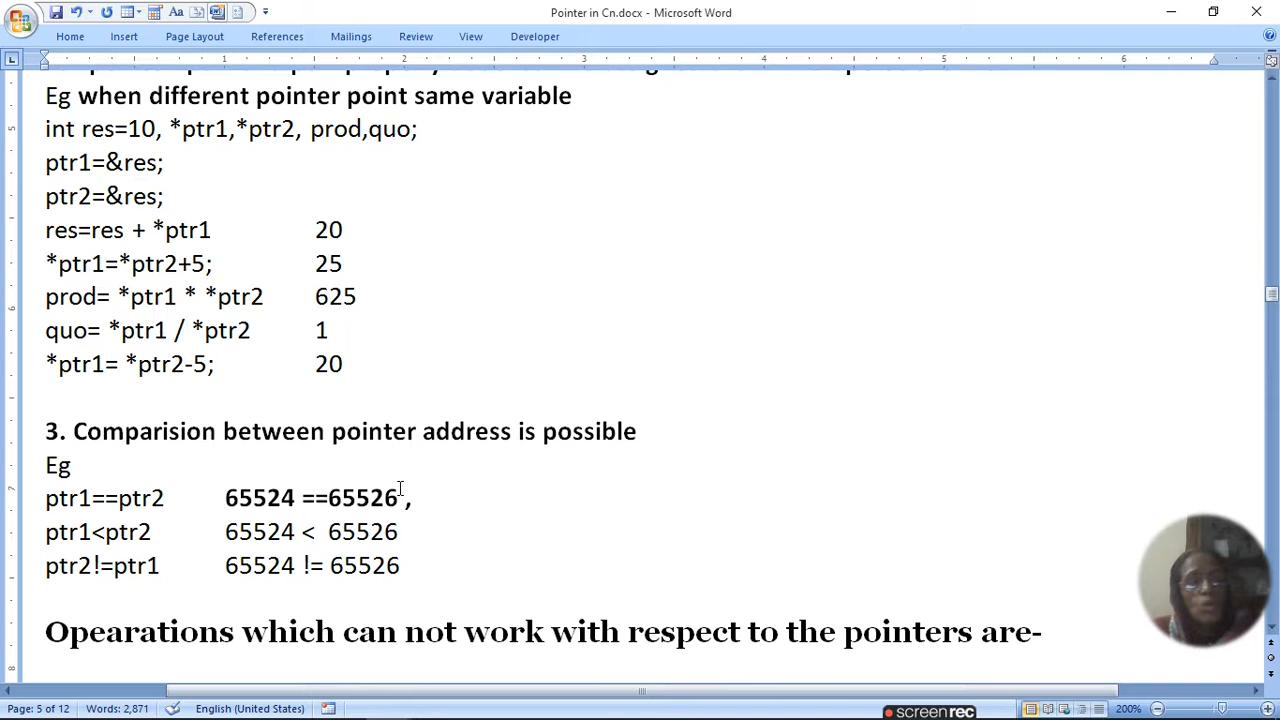 Pointer in Cn.docx - Microsoft Word
Home Insert Page Layout References Mailings Review View Developer
Eg when different pointer point same variable
int res=10, *ptr1,*ptr2, prod,quo;
ptr1=&res;
ptr2=&res;
res=res + *ptr1 20
*ptr1=*ptr2+5; 25
prod= *ptr1 * *ptr2 625
quo= *ptr1 / *ptr2 1
*ptr1= *ptr2-5; 20
3. Comparision between pointer address is possible
Eg
ptr1==ptr2 65524 ==65526 ,
ptr1<ptr2 65524 < 65526
ptr2!=ptr1 65524 != 65526
Opearations which can not work with respect to the pointers are-
Page: 5 of 12 Words: 2,871 English (United States) screenrec 200%